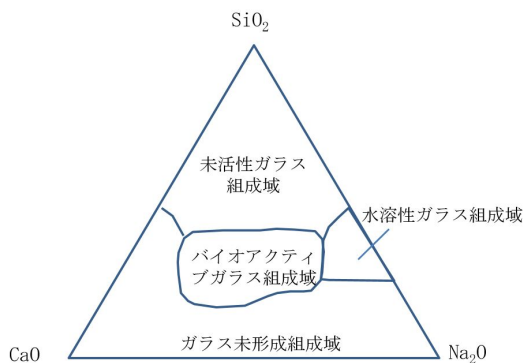 SiO₂
未活性ガラス
組成域
水溶性ガラス組成域
バイオアクティ
ブガラス組成域
ガラス未形成組成域
CaO
Na₂O